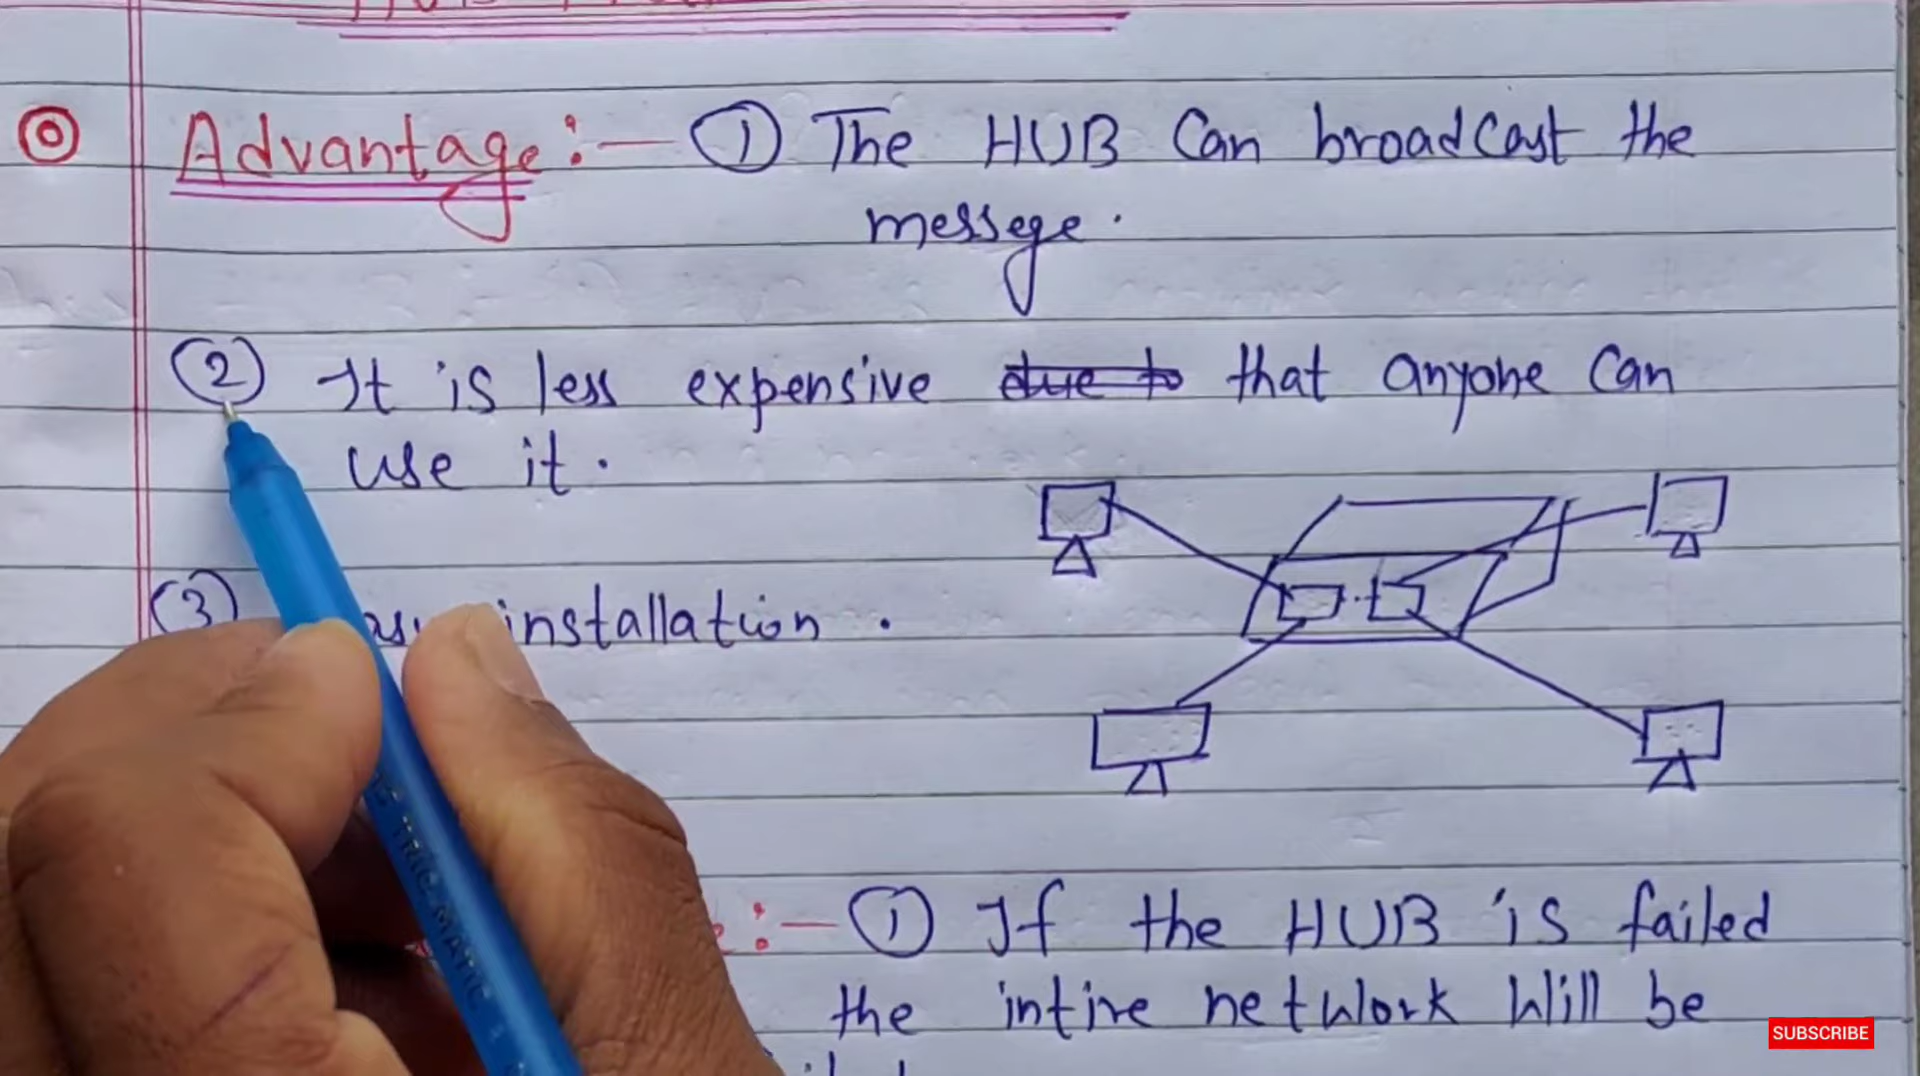 Advantage :- ① The HUB Can broadcast the
messege.
② It is less expensive due to that anyone can
use it.
③ installation.
:- ① If the HUB is failed
the intire network will be
SUBSCRIBE